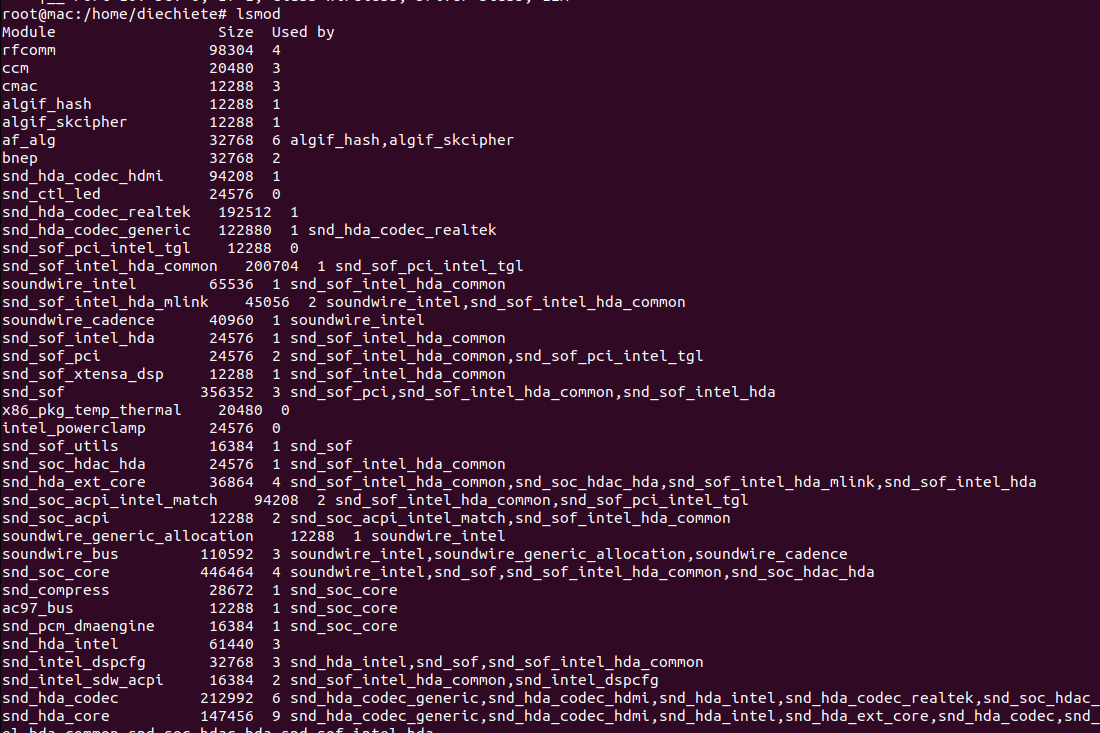 root@mac:/home/diechiete# lsmod
Module                  Size  Used by
rfcomm                 98304  4
ccm                    20480  3
cmac                   12288  3
algif_hash             12288  1
algif_skcipher         12288  1
af_alg                 32768  6 algif_hash,algif_skcipher
bnep                   32768  2
snd_hda_codec_hdmi     94208  1
snd_ctl_led            24576  0
snd_hda_codec_realtek   192512  1
snd_hda_codec_generic   122880  1 snd_hda_codec_realtek
snd_sof_pci_intel_tgl    12288  0
snd_sof_intel_hda_common   200704  1 snd_sof_pci_intel_tgl
soundwire_intel        65536  1 snd_sof_intel_hda_common
snd_sof_intel_hda_mlink    45056  2 soundwire_intel,snd_sof_intel_hda_common
soundwire_cadence      40960  1 soundwire_intel
snd_sof_intel_hda      24576  1 snd_sof_intel_hda_common
snd_sof_pci            24576  2 snd_sof_intel_hda_common,snd_sof_pci_intel_tgl
snd_sof_xtensa_dsp     12288  1 snd_sof_intel_hda_common
snd_sof               356352  3 snd_sof_pci,snd_sof_intel_hda_common,snd_sof_intel_hda
x86_pkg_temp_thermal    20480  0
intel_powerclamp       24576  0
snd_sof_utils          16384  1 snd_sof
snd_soc_hdac_hda       24576  1 snd_sof_intel_hda_common
snd_hda_ext_core       36864  4 snd_sof_intel_hda_common,snd_soc_hdac_hda,snd_sof_intel_hda_mlink,snd_sof_intel_hda
snd_soc_acpi_intel_match    94208  2 snd_sof_intel_hda_common,snd_sof_pci_intel_tgl
snd_soc_acpi           12288  2 snd_soc_acpi_intel_match,snd_sof_intel_hda_common
soundwire_generic_allocation    12288  1 soundwire_intel
soundwire_bus         110592  3 soundwire_intel,soundwire_generic_allocation,soundwire_cadence
snd_soc_core          446464  4 soundwire_intel,snd_sof,snd_sof_intel_hda_common,snd_soc_hdac_hda
snd_compress           28672  1 snd_soc_core
ac97_bus               12288  1 snd_soc_core
snd_pcm_dmaengine      16384  1 snd_soc_core
snd_hda_intel          61440  3
snd_intel_dspcfg       32768  3 snd_hda_intel,snd_sof,snd_sof_intel_hda_common
snd_intel_sdw_acpi     16384  2 snd_sof_intel_hda_common,snd_intel_dspcfg
snd_hda_codec         212992  6 snd_hda_codec_generic,snd_hda_codec_hdmi,snd_hda_intel,snd_hda_codec_realtek,snd_soc_hdac_
snd_hda_core          147456  9 snd_hda_codec_generic,snd_hda_codec_hdmi,snd_hda_intel,snd_hda_ext_core,snd_hda_codec,snd_